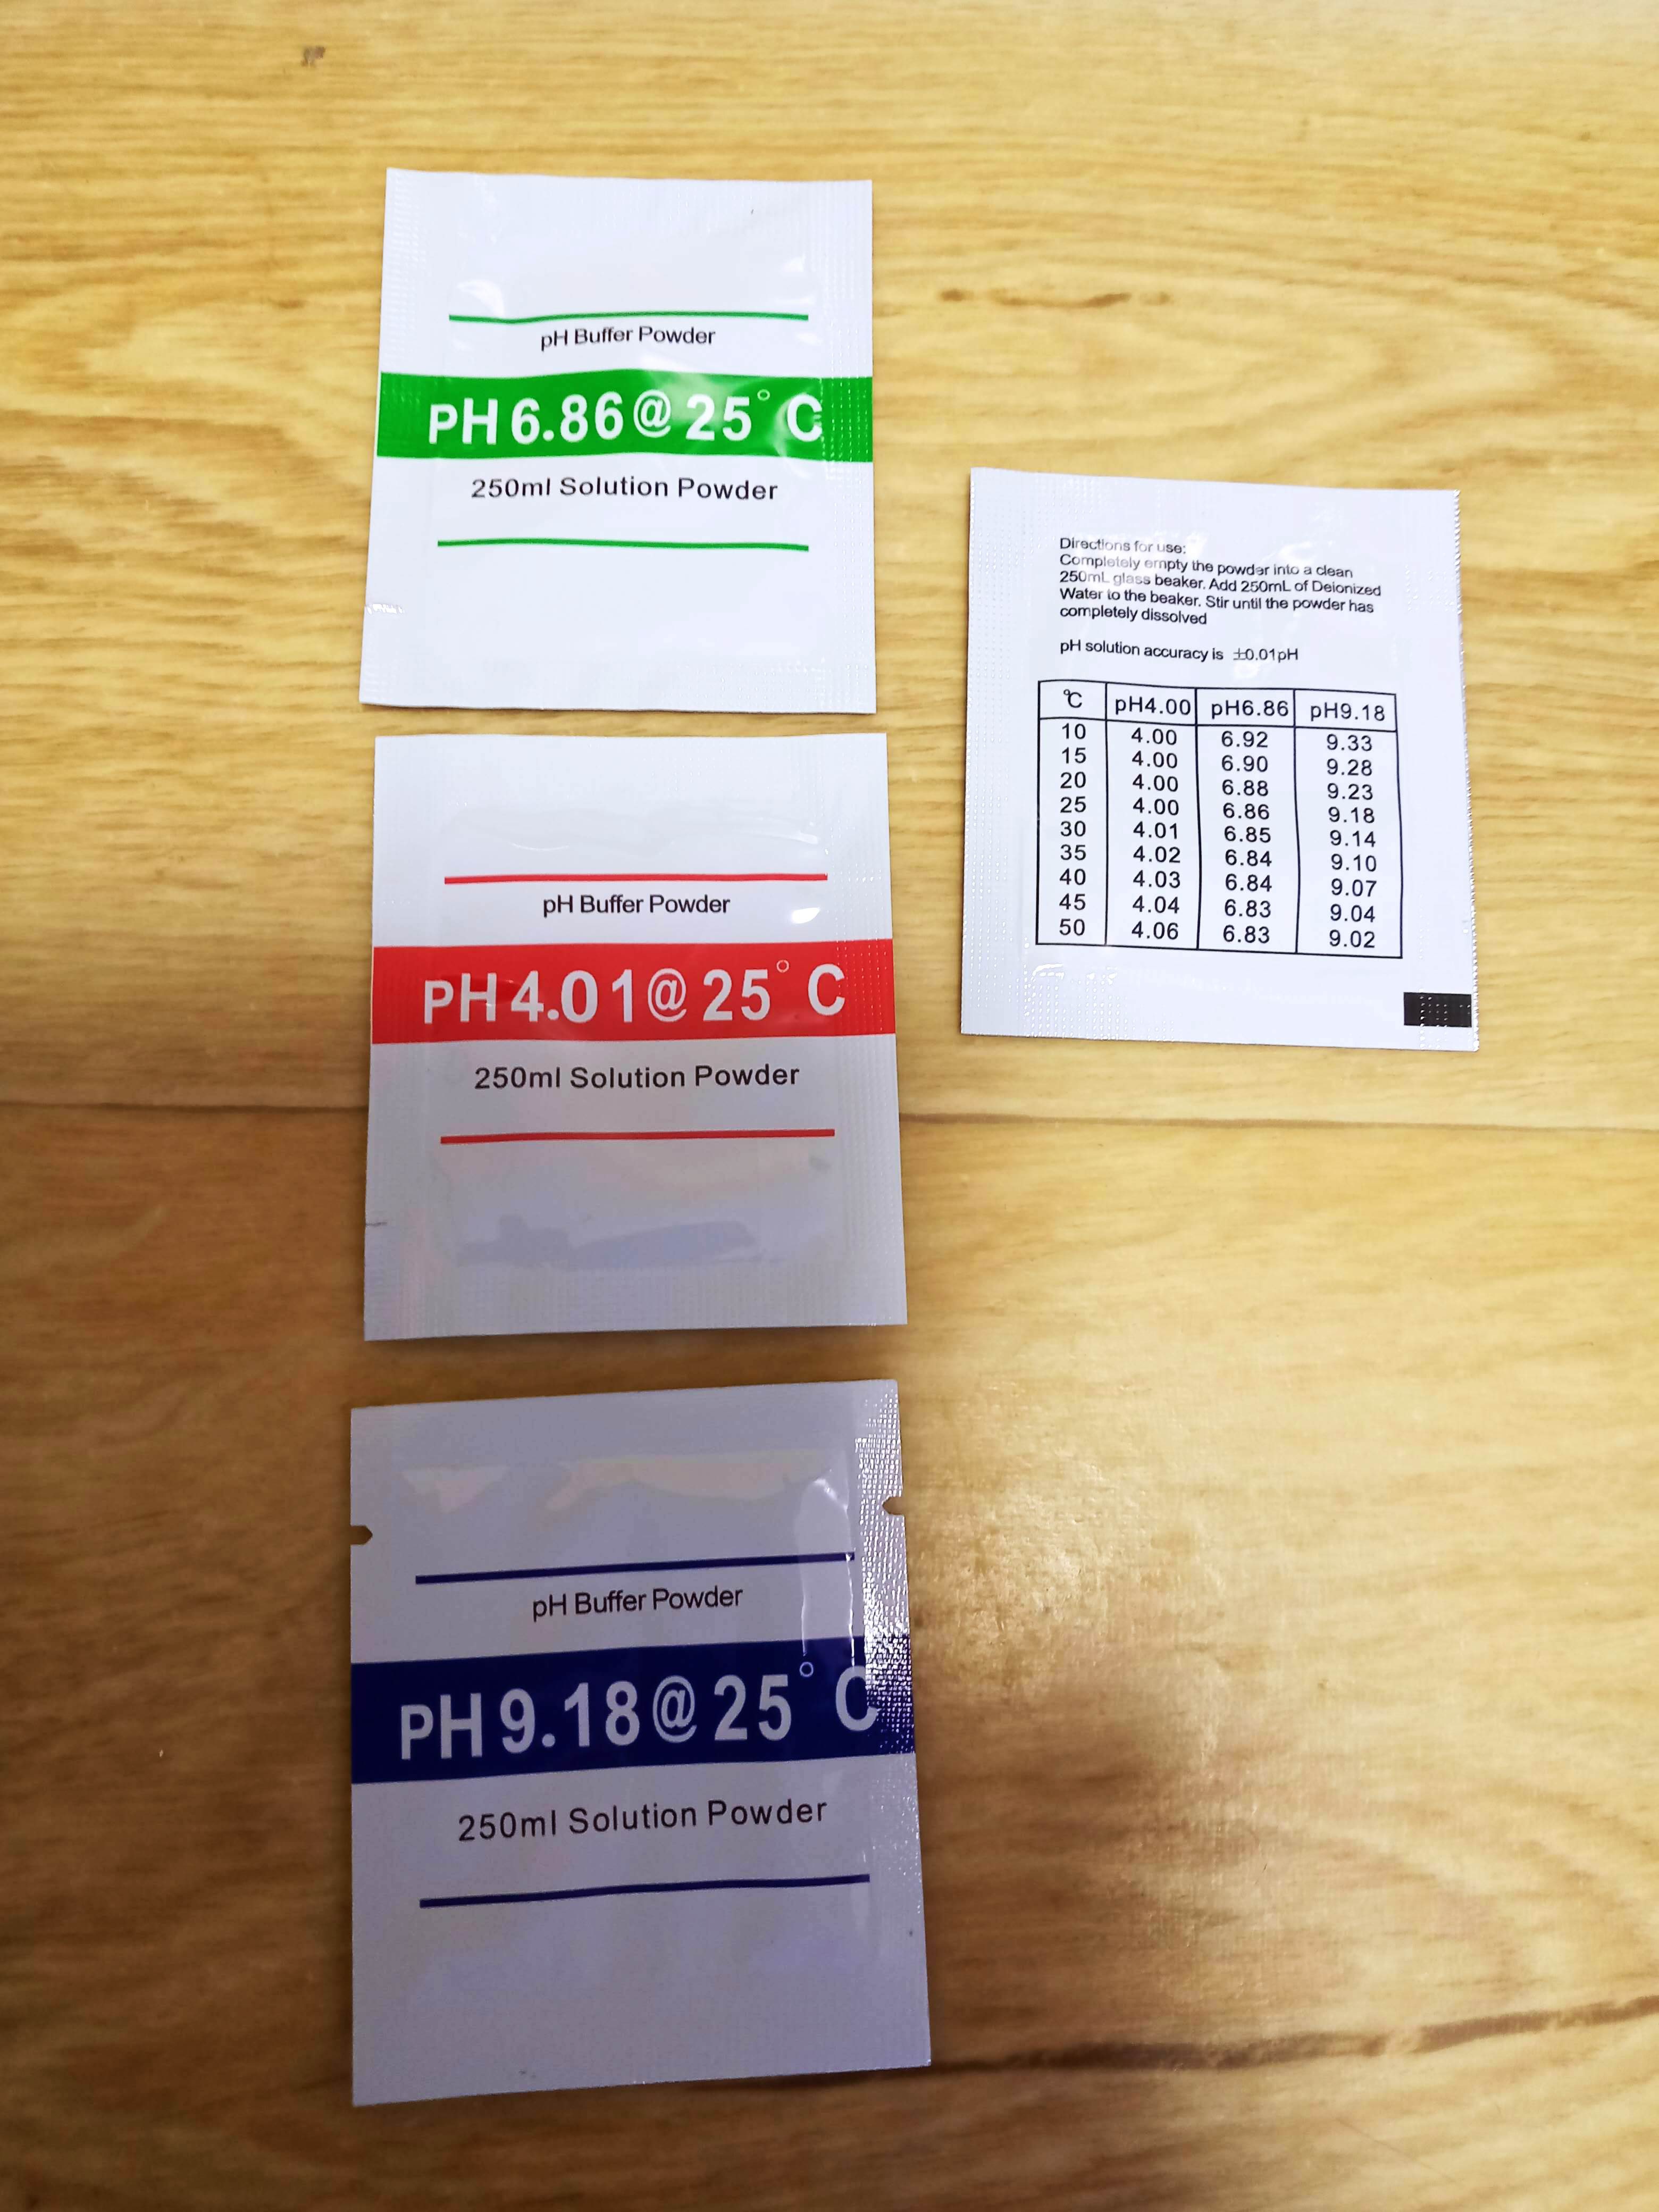 pH Buffer Powder
PH 6.86@25°C
250ml Solution Powder
pH Buffer Powder
PH 4.01@25°C
250ml Solution Powder
pH Buffer Powder
PH 9.18@25°C
250ml Solution Powder
Directions for use:
Completely empty the powder into a clean
250mL glass beaker. Add 250mL of Deionized
Water to the beaker. Stir until the powder has
completely dissolved
pH solution accuracy is ±0.01pH
℃ pH4.00 pH6.86 pH9.18
10 4.00 6.92 9.33
15 4.00 6.90 9.28
20 4.00 6.88 9.23
25 4.00 6.86 9.18
30 4.01 6.85 9.14
35 4.02 6.84 9.10
40 4.03 6.84 9.07
45 4.04 6.83 9.04
50 4.06 6.83 9.02